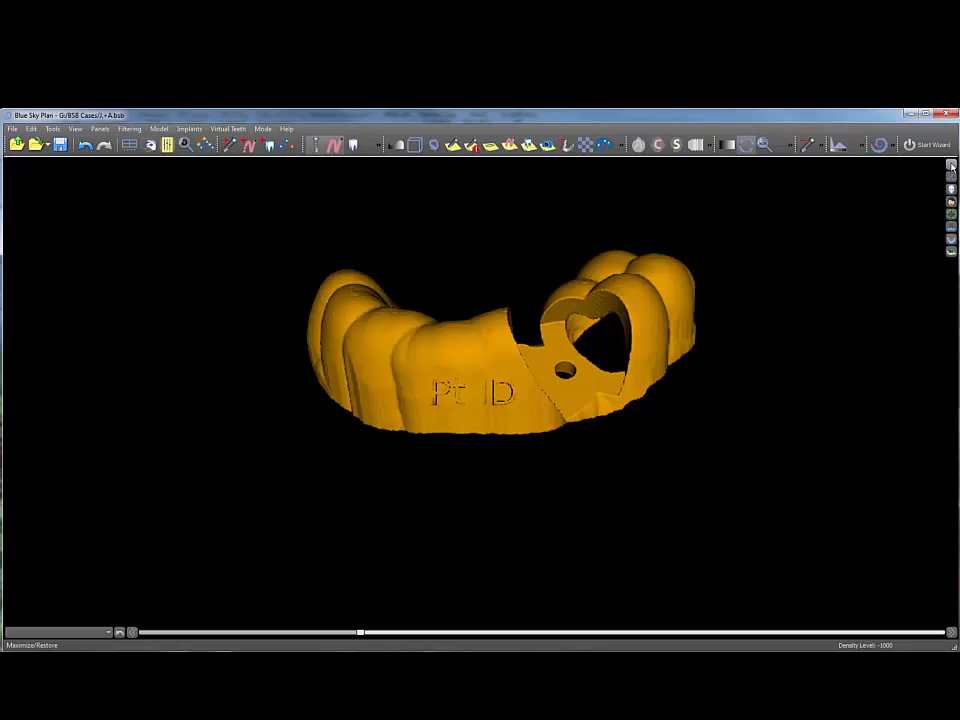 Blue Sky Plan - G:/BSB Cases/J,+A.bsb
File Edit Tools View Panels Filtering Model Implants Virtual Teeth Mode Help
C S Start Wizard
Pt ID
Maximize/Restore Density Level: -1000